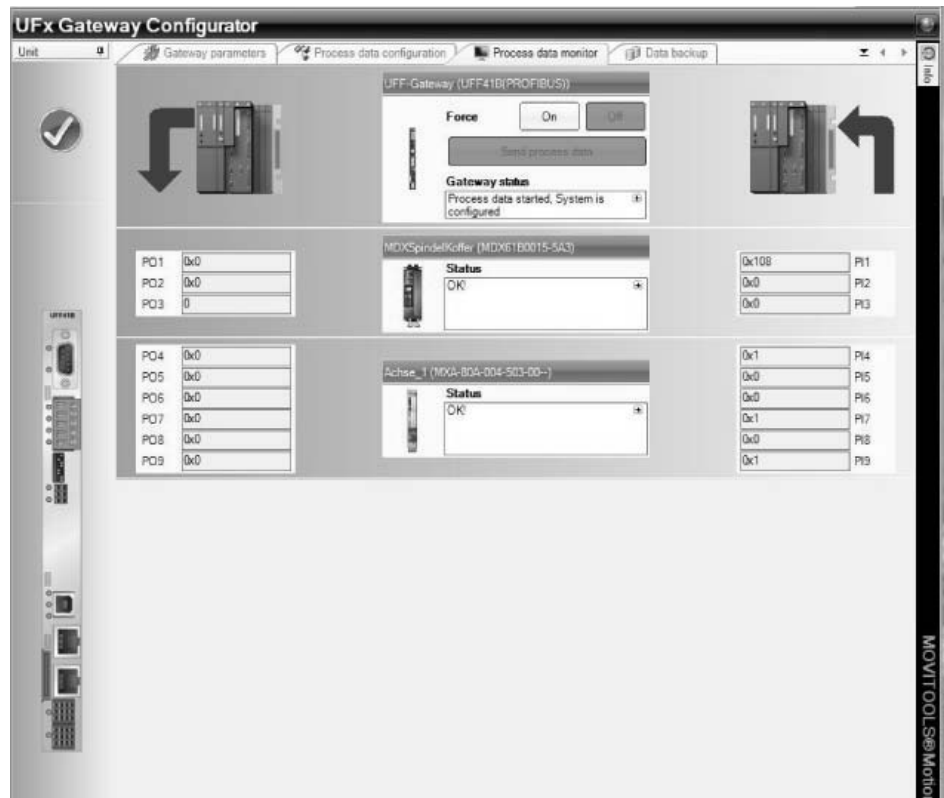 UFx Gateway Configurator
Unit
Gateway parameters
Process data configuration
Process data monitor
Data backup
Info
UFF-Gateway (UFF41B(PROFIBUS))
Force
On
Off
Send process data
Gateway status
Process data started, System is
configured
MDXSpindelKoffer (MDX61B0015-5A3)
Status
OK!
PO1 0x0
PO2 0x0
PO3 0
0x108 PI1
0x0 PI2
0x0 PI3
UFF41B
Achse_1 (MXA-80A-004-503-00--)
Status
OK!
PO4 0x0
PO5 0x0
PO6 0x0
PO7 0x0
PO8 0x0
PO9 0x0
0x1 PI4
0x0 PI5
0x0 PI6
0x1 PI7
0x0 PI8
0x1 PI9
MOVITOOLS®Motion